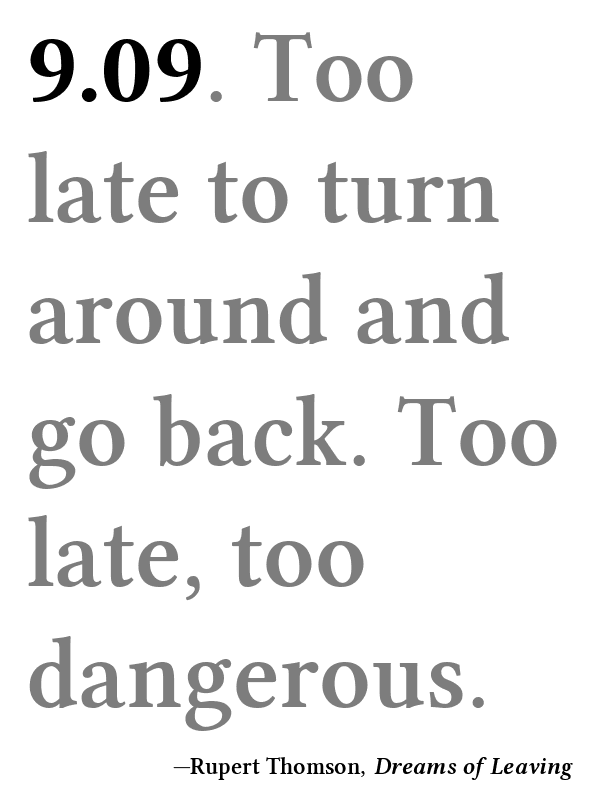 9.09. Too
late to turn
around and
go back. Too
late, too
dangerous.
—Rupert Thomson, Dreams of Leaving